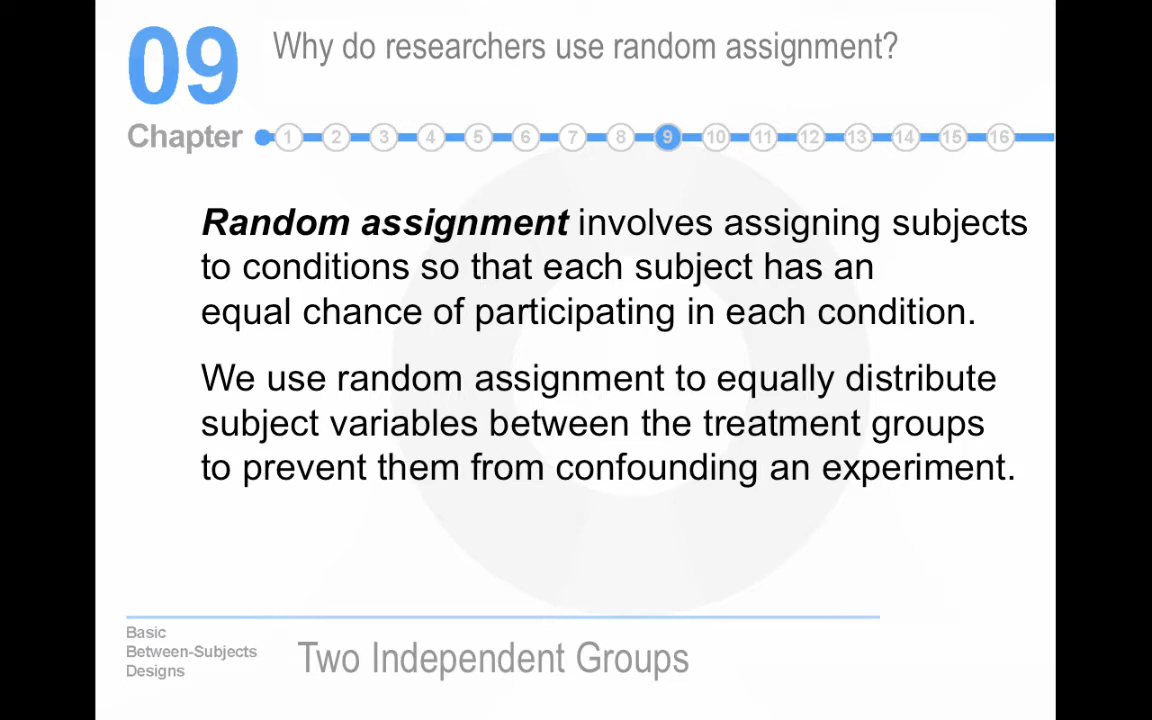 09
Why do researchers use random assignment?
Chapter
1 2 3 4 5 6 7 8 9 10 11 12 13 14 15 16
Random assignment involves assigning subjects
to conditions so that each subject has an
equal chance of participating in each condition.
We use random assignment to equally distribute
subject variables between the treatment groups
to prevent them from confounding an experiment.
Basic
Between-Subjects
Designs
Two Independent Groups